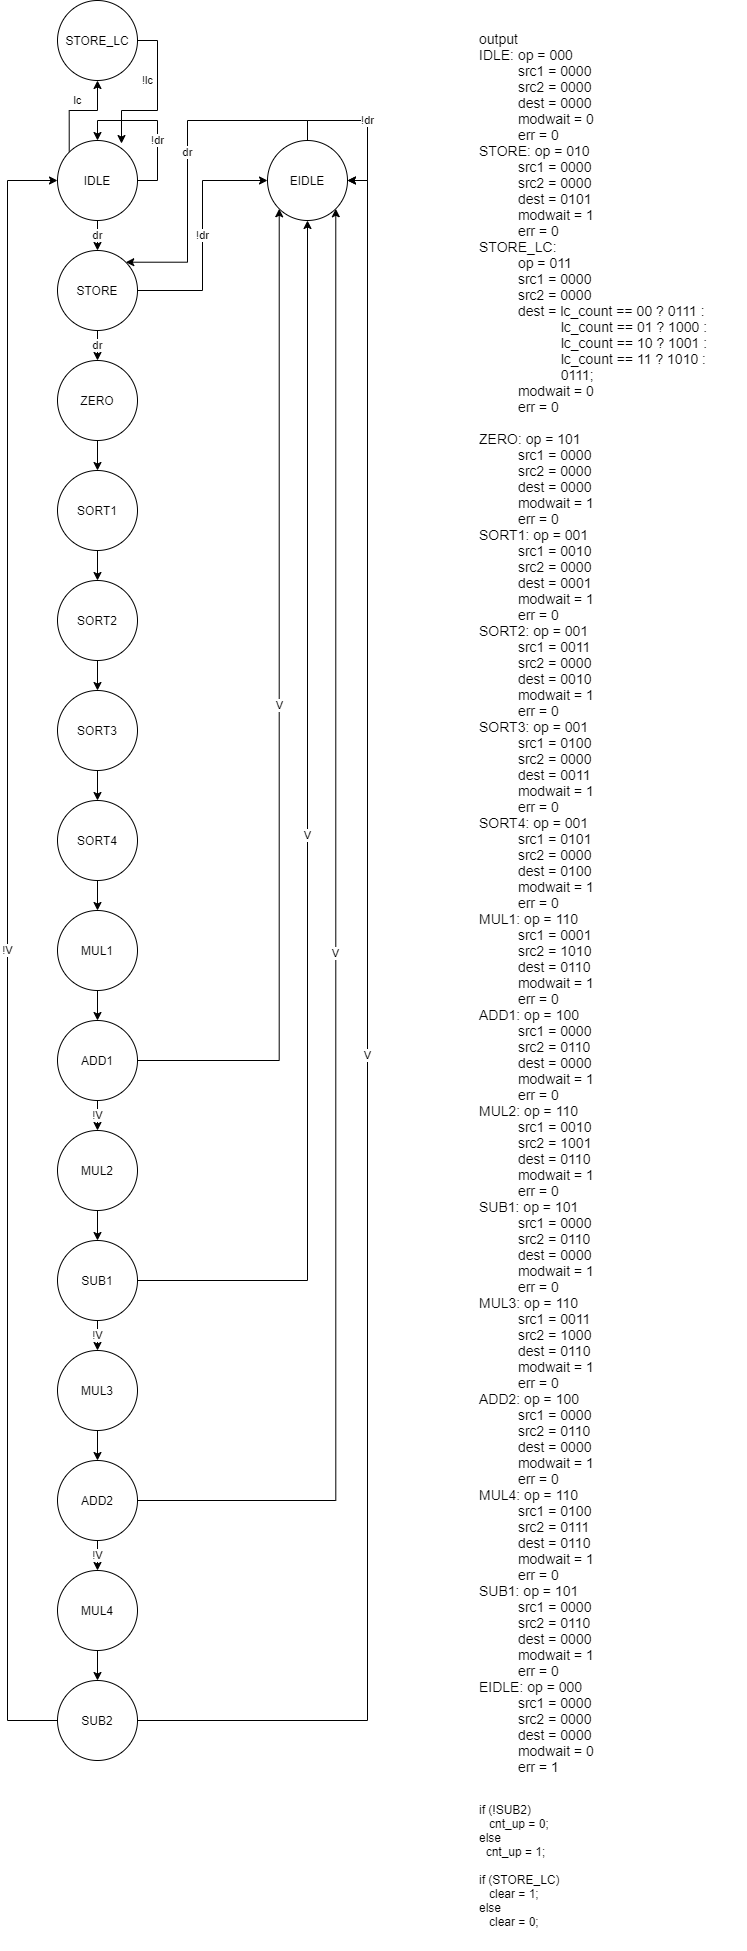 STORE_LC
!lc
lc
!dr
IDLE
dr
!dr
EIDLE
dr
!dr
STORE
dr
ZERO
SORT1
SORT2
V
SORT3
V
SORT4
!V
MUL1
V
ADD1
V
!V
MUL2
SUB1
!V
MUL3
ADD2
!V
MUL4
SUB2
output
IDLE: op = 000
src1 = 0000
src2 = 0000
dest = 0000
modwait = 0
err = 0
STORE: op = 010
src1 = 0000
src2 = 0000
dest = 0101
modwait = 1
err = 0
STORE_LC:
op = 011
src1 = 0000
src2 = 0000
dest = lc_count == 00 ? 0111 :
lc_count == 01 ? 1000 :
lc_count == 10 ? 1001 :
lc_count == 11 ? 1010 :
0111;
modwait = 0
err = 0
ZERO: op = 101
src1 = 0000
src2 = 0000
dest = 0000
modwait = 1
err = 0
SORT1: op = 001
src1 = 0010
src2 = 0000
dest = 0001
modwait = 1
err = 0
SORT2: op = 001
src1 = 0011
src2 = 0000
dest = 0010
modwait = 1
err = 0
SORT3: op = 001
src1 = 0100
src2 = 0000
dest = 0011
modwait = 1
err = 0
SORT4: op = 001
src1 = 0101
src2 = 0000
dest = 0100
modwait = 1
err = 0
MUL1: op = 110
src1 = 0001
src2 = 1010
dest = 0110
modwait = 1
err = 0
ADD1: op = 100
src1 = 0000
src2 = 0110
dest = 0000
modwait = 1
err = 0
MUL2: op = 110
src1 = 0010
src2 = 1001
dest = 0110
modwait = 1
err = 0
SUB1: op = 101
src1 = 0000
src2 = 0110
dest = 0000
modwait = 1
err = 0
MUL3: op = 110
src1 = 0011
src2 = 1000
dest = 0110
modwait = 1
err = 0
ADD2: op = 100
src1 = 0000
src2 = 0110
dest = 0000
modwait = 1
err = 0
MUL4: op = 110
src1 = 0100
src2 = 0111
dest = 0110
modwait = 1
err = 0
SUB1: op = 101
src1 = 0000
src2 = 0110
dest = 0000
modwait = 1
err = 0
EIDLE: op = 000
src1 = 0000
src2 = 0000
dest = 0000
modwait = 0
err = 1
if (!SUB2)
cnt_up = 0;
else
cnt_up = 1;
if (STORE_LC)
clear = 1;
else
clear = 0;